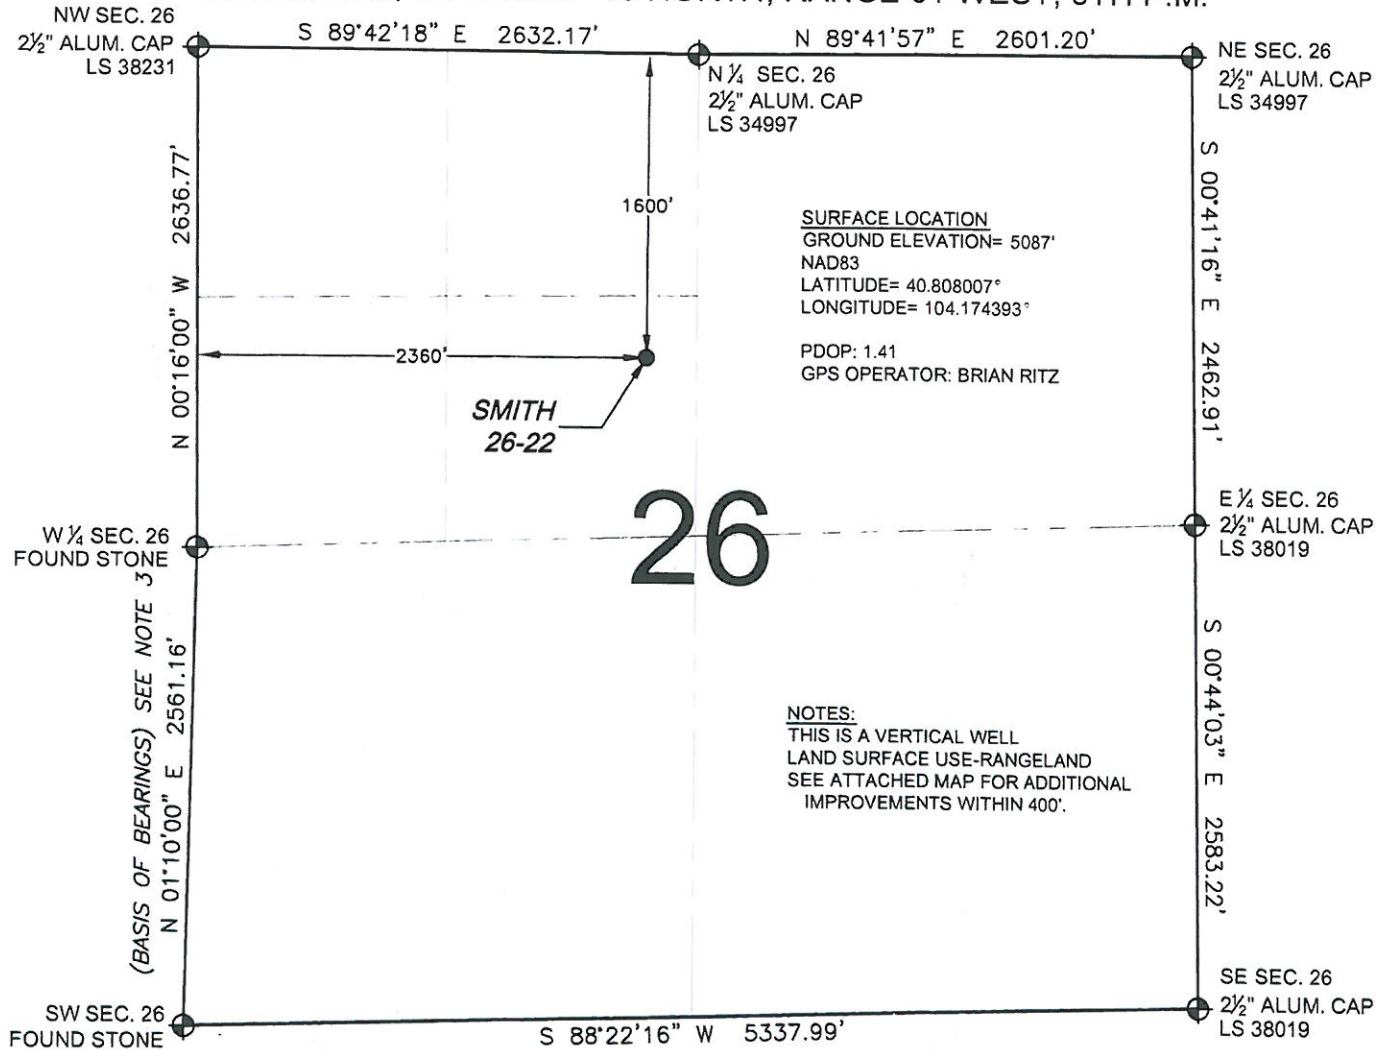 RANGE 61 WEST, 6TH P.M.
NW SEC. 26
2½" ALUM. CAP
LS 38231
S 89°42'18" E 2632.17'
N 89°41'57" E 2601.20'
NE SEC. 26
2½" ALUM. CAP
LS 34997
N ¼ SEC. 26
2½" ALUM. CAP
LS 34997
N 00°16'00" W 2636.77'
1600'
2360'
SMITH
26-22
SURFACE LOCATION
GROUND ELEVATION= 5087'
NAD83
LATITUDE= 40.808007°
LONGITUDE= 104.174393°
PDOP: 1.41
GPS OPERATOR: BRIAN RITZ
S 00°41'16" E 2462.91'
W ¼ SEC. 26
FOUND STONE
26
E ¼ SEC. 26
2½" ALUM. CAP
LS 38019
(BASIS OF BEARINGS) SEE NOTE 3
N 01°10'00" E 2561.16'
NOTES:
THIS IS A VERTICAL WELL
LAND SURFACE USE-RANGELAND
SEE ATTACHED MAP FOR ADDITIONAL
IMPROVEMENTS WITHIN 400'.
S 00°44'03" E 2583.22'
SW SEC. 26
FOUND STONE
S 88°22'16" W 5337.99'
SE SEC. 26
2½" ALUM. CAP
LS 38019